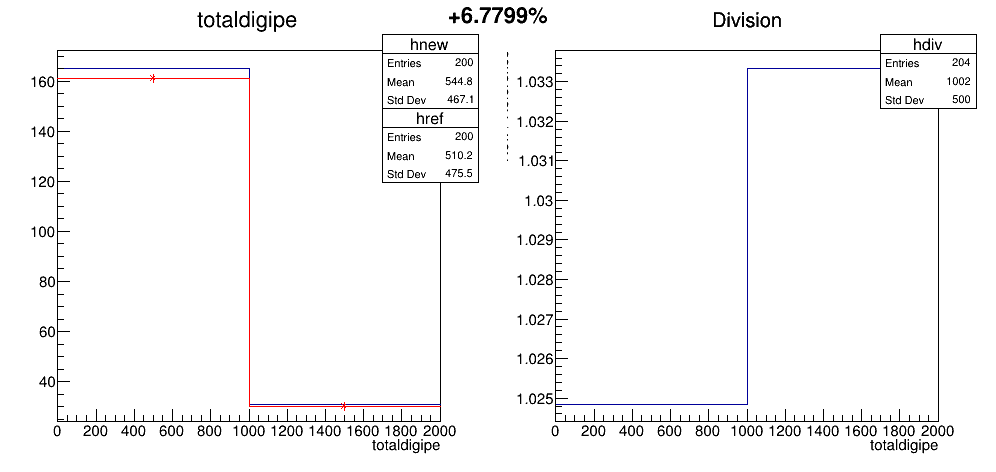 +6.7799%
totaldigipe
hnew
Entries 200
Mean 544.8
Std Dev 467.1
href
Entries 200
Mean 510.2
Std Dev 475.5
160
140
120
100
80
60
40
0 200 400 600 800 1000 1200 1400 1600 1800 2000
totaldigipe
Division
hdiv
Entries 204
Mean 1002
Std Dev 500
1.033
1.032
1.031
1.03
1.029
1.028
1.027
1.026
1.025
0 200 400 600 800 1000 1200 1400 1600 1800 2000
totaldigipe